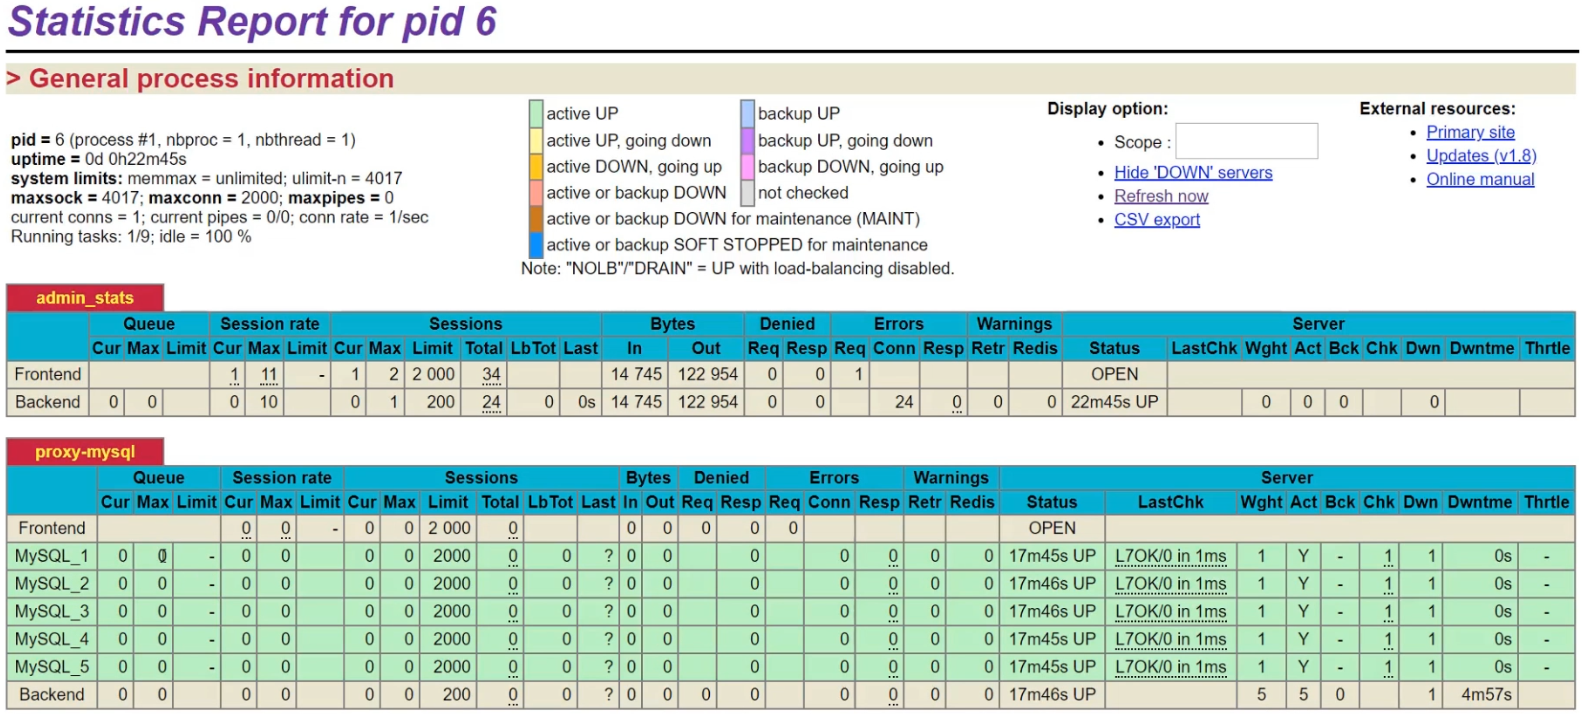 Statistics Report for pid 6
> General process information
pid = 6 (process #1, nbproc = 1, nbthread = 1)
uptime = 0d 0h22m45s
system limits: memmax = unlimited; ulimit-n = 4017
maxsock = 4017; maxconn = 2000; maxpipes = 0
current conns = 1; current pipes = 0/0; conn rate = 1/sec
Running tasks: 1/9; idle = 100 %
active UP backup UP
active UP, going down backup UP, going down
active DOWN, going up backup DOWN, going up
active or backup DOWN not checked
active or backup DOWN for maintenance (MAINT)
active or backup SOFT STOPPED for maintenance
Note: "NOLB"/"DRAIN" = UP with load-balancing disabled.
Display option:
• Scope :
• Hide 'DOWN' servers
• Refresh now
• CSV export
External resources:
• Primary site
• Updates (v1.8)
• Online manual
admin_stats
Queue Session rate Sessions Bytes Denied Errors Warnings Server
Cur Max Limit Cur Max Limit Cur Max Limit Total LbTot Last In Out Req Resp Req Conn Resp Retr Redis Status LastChk Wght Act Bck Chk Dwn Dwntme Thrtle
Frontend 1 11 - 1 2 2 000 34 14 745 122 954 0 0 1 OPEN
Backend 0 0 0 10 0 1 200 24 0 0s 14 745 122 954 0 0 24 0 0 0 22m45s UP 0 0 0 0
proxy-mysql
Queue Session rate Sessions Bytes Denied Errors Warnings Server
Cur Max Limit Cur Max Limit Cur Max Limit Total LbTot Last In Out Req Resp Req Conn Resp Retr Redis Status LastChk Wght Act Bck Chk Dwn Dwntme Thrtle
Frontend 0 0 - 0 0 2 000 0 0 0 0 0 0 OPEN
MySQL_1 0 0 - 0 0 0 0 2000 0 0 ? 0 0 0 0 0 0 0 17m45s UP L7OK/0 in 1ms 1 Y - 1 1 0s -
MySQL_2 0 0 - 0 0 0 0 2000 0 0 ? 0 0 0 0 0 0 0 17m46s UP L7OK/0 in 1ms 1 Y - 1 1 0s -
MySQL_3 0 0 - 0 0 0 0 2000 0 0 ? 0 0 0 0 0 0 0 17m46s UP L7OK/0 in 1ms 1 Y - 1 1 0s -
MySQL_4 0 0 - 0 0 0 0 2000 0 0 ? 0 0 0 0 0 0 0 17m45s UP L7OK/0 in 1ms 1 Y - 1 1 0s -
MySQL_5 0 0 - 0 0 0 0 2000 0 0 ? 0 0 0 0 0 0 0 17m45s UP L7OK/0 in 1ms 1 Y - 1 1 0s -
Backend 0 0 0 0 0 0 200 0 0 ? 0 0 0 0 0 0 0 0 17m46s UP 5 5 0 1 4m57s